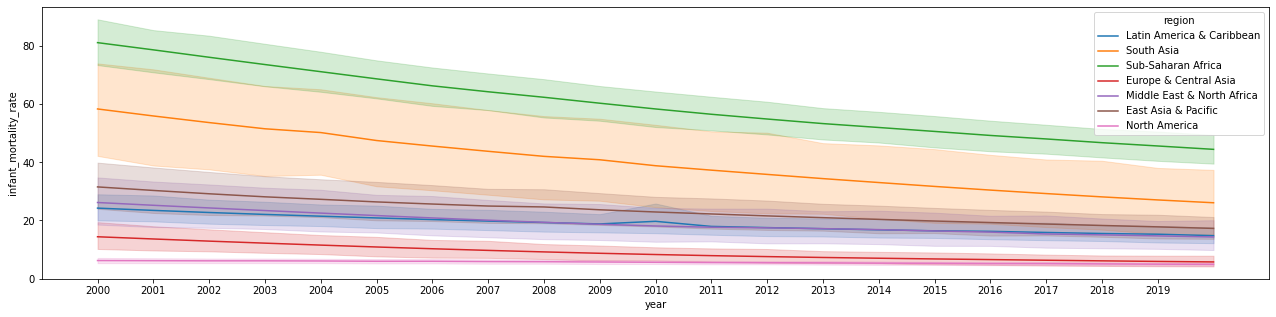 region
Latin America & Caribbean
South Asia
Sub-Saharan Africa
Europe & Central Asia
Middle East & North Africa
East Asia & Pacific
North America
infant_mortality_rate
80
60
40
20
0
2000 2001 2002 2003 2004 2005 2006 2007 2008 2009 2010 2011 2012 2013 2014 2015 2016 2017 2018 2019
year